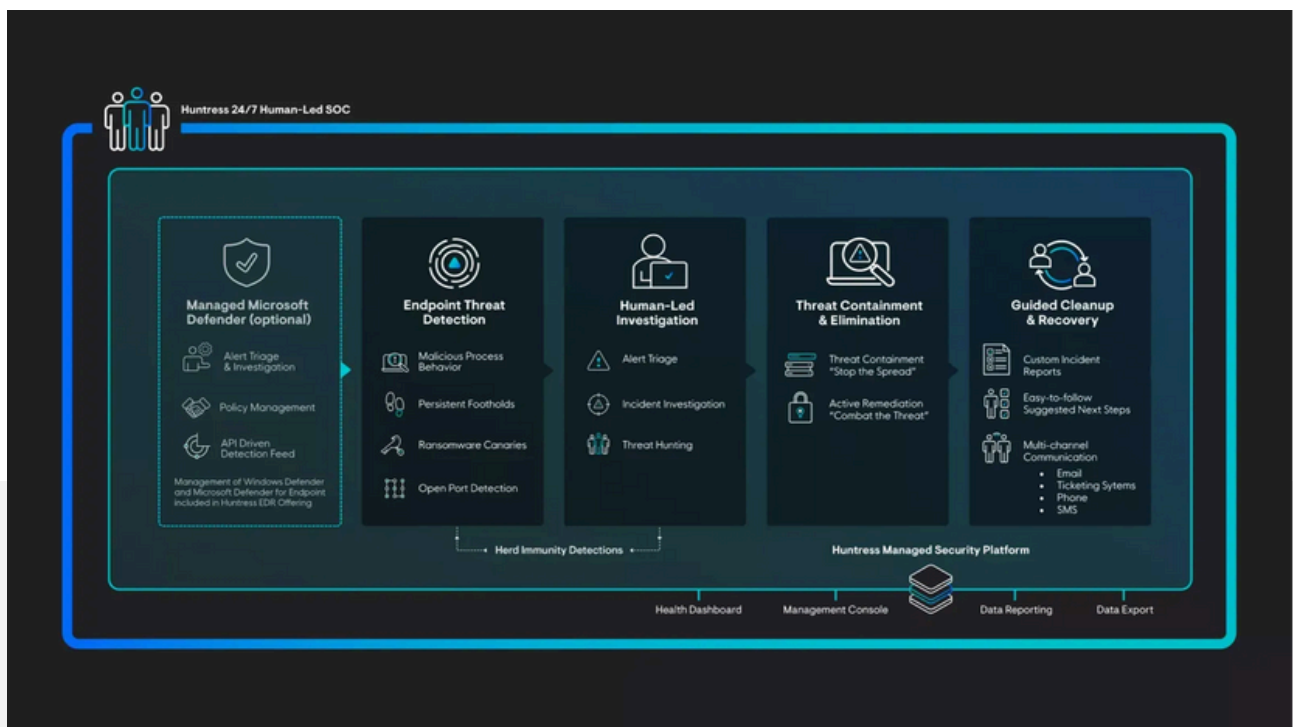 Huntress 24/7 Human-Led SOC
Managed Microsoft
Defender (optional)
Alert Triage
& Investigation
Policy Management
API Driven
Detection Feed
Management of Windows Defender
and Microsoft Defender for Endpoint
included in Huntress EDR Offering
Endpoint Threat
Detection
Malicious Process
Behavior
Persistent Footholds
Ransomware Canaries
Open Port Detection
Human-Led
Investigation
Alert Triage
Incident Investigation
Threat Hunting
Threat Containment
& Elimination
Threat Containment
"Stop the Spread"
Active Remediation
"Combat the Threat"
Guided Cleanup
& Recovery
Custom Incident
Reports
Easy-to-follow
Suggested Next Steps
Multi-channel
Communication
• Email
• Ticketing Sytems
• Phone
• SMS
Herd Immunity Detections
Huntress Managed Security Platform
Health Dashboard
Management Console
Data Reporting
Data Export